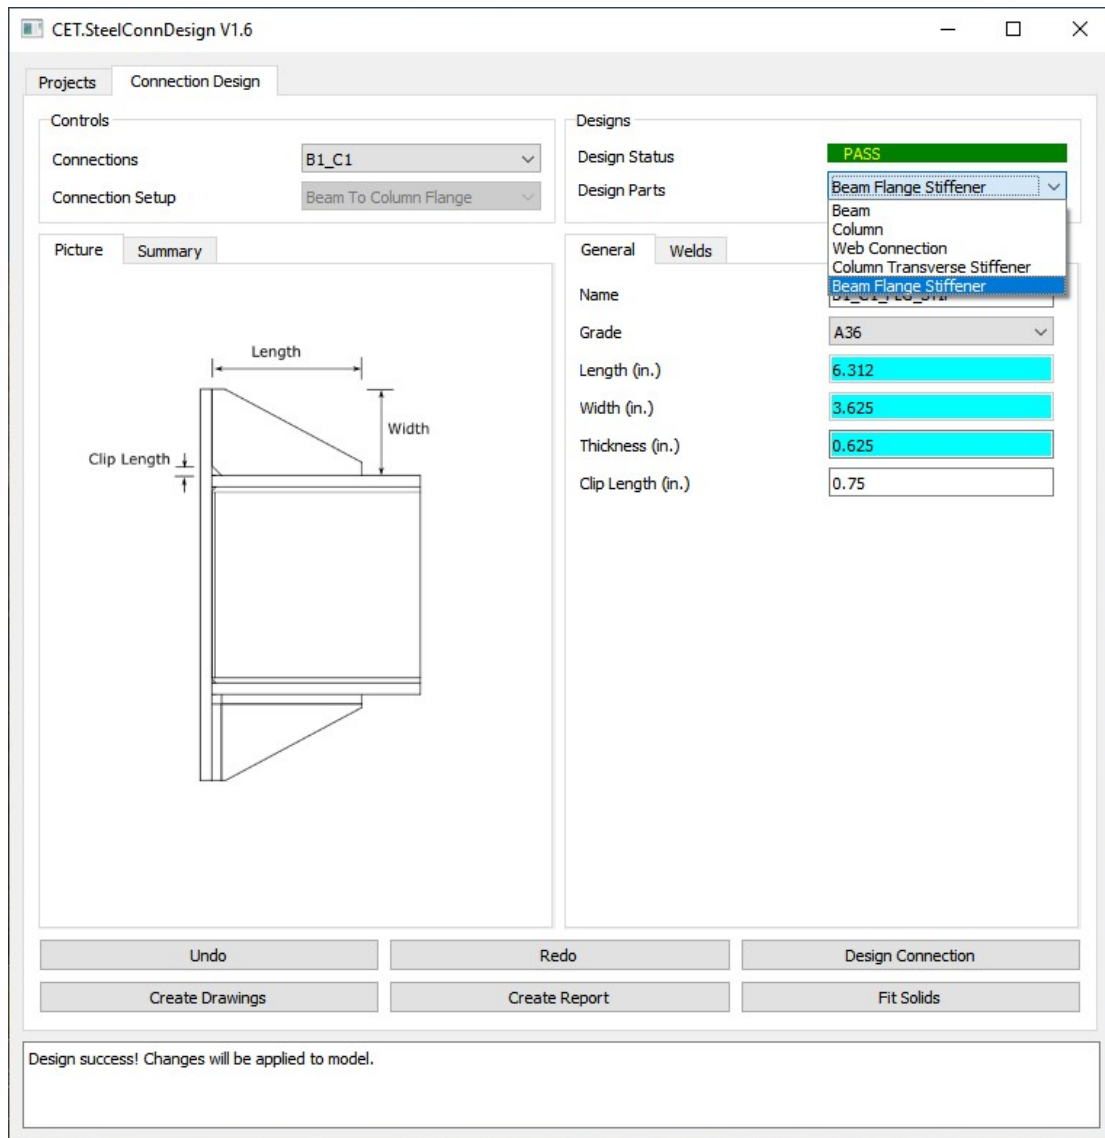 CET.SteelConnDesign V1.6
Projects
Connection Design
Controls
Connections
B1_C1
Connection Setup
Beam To Column Flange
Designs
Design Status
PASS
Design Parts
Beam Flange Stiffener
Beam
Column
Web Connection
Column Transverse Stiffener
Beam Flange Stiffener
Picture
Summary
Length
Width
Clip Length
General
Welds
Name
Grade
A36
Length (in.)
6.312
Width (in.)
3.625
Thickness (in.)
0.625
Clip Length (in.)
0.75
Undo
Redo
Design Connection
Create Drawings
Create Report
Fit Solids
Design success! Changes will be applied to model.